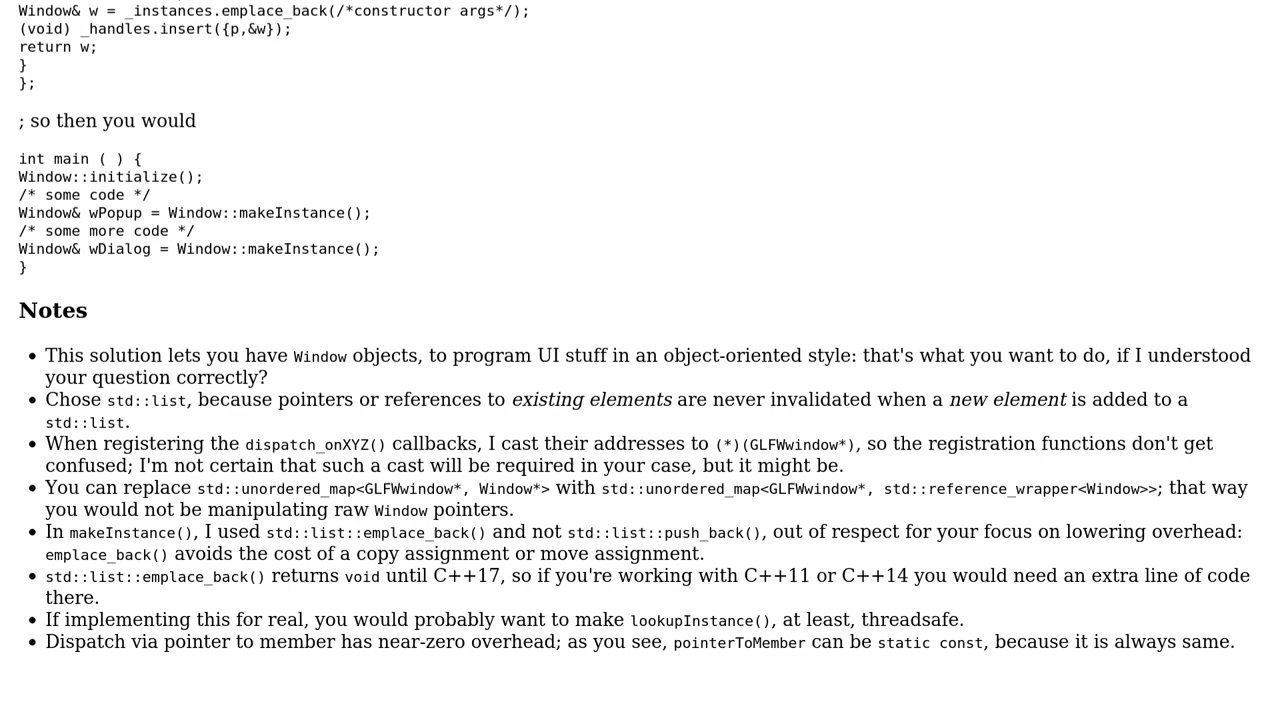 Window& w = _instances.emplace_back(/*constructor args*/);
(void) _handles.insert({p,&w});
return w;
}
};
; so then you would
int main ( ) {
Window::initialize();
/* some code */
Window& wPopup = Window::makeInstance();
/* some more code */
Window& wDialog = Window::makeInstance();
}
Notes
• This solution lets you have Window objects, to program UI stuff in an object-oriented style: that's what you want to do, if I understood
your question correctly?
• Chose std::list, because pointers or references to existing elements are never invalidated when a new element is added to a
std::list.
• When registering the dispatch_onXYZ() callbacks, I cast their addresses to (*)(GLFWwindow*), so the registration functions don't get
confused; I'm not certain that such a cast will be required in your case, but it might be.
• You can replace std::unordered_map<GLFWwindow*, Window*> with std::unordered_map<GLFWwindow*, std::reference_wrapper<Window>>; that way
you would not be manipulating raw Window pointers.
• In makeInstance(), I used std::list::emplace_back() and not std::list::push_back(), out of respect for your focus on lowering overhead:
emplace_back() avoids the cost of a copy assignment or move assignment.
• std::list::emplace_back() returns void until C++17, so if you're working with C++11 or C++14 you would need an extra line of code
there.
• If implementing this for real, you would probably want to make lookupInstance(), at least, threadsafe.
• Dispatch via pointer to member has near-zero overhead; as you see, pointerToMember can be static const, because it is always same.